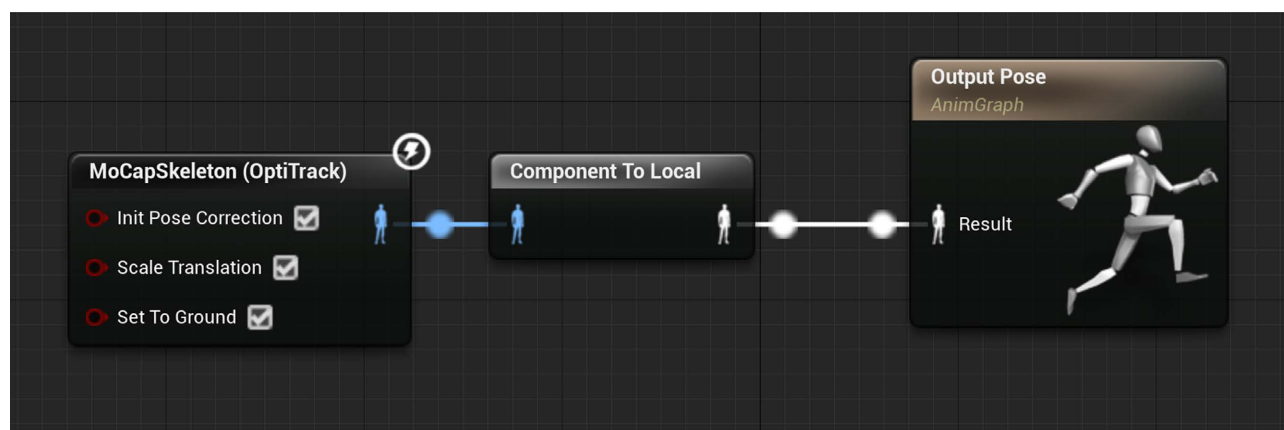 MoCapSkeleton (OptiTrack)
Init Pose Correction
Scale Translation
Set To Ground
Component To Local
Output Pose
AnimGraph
Result